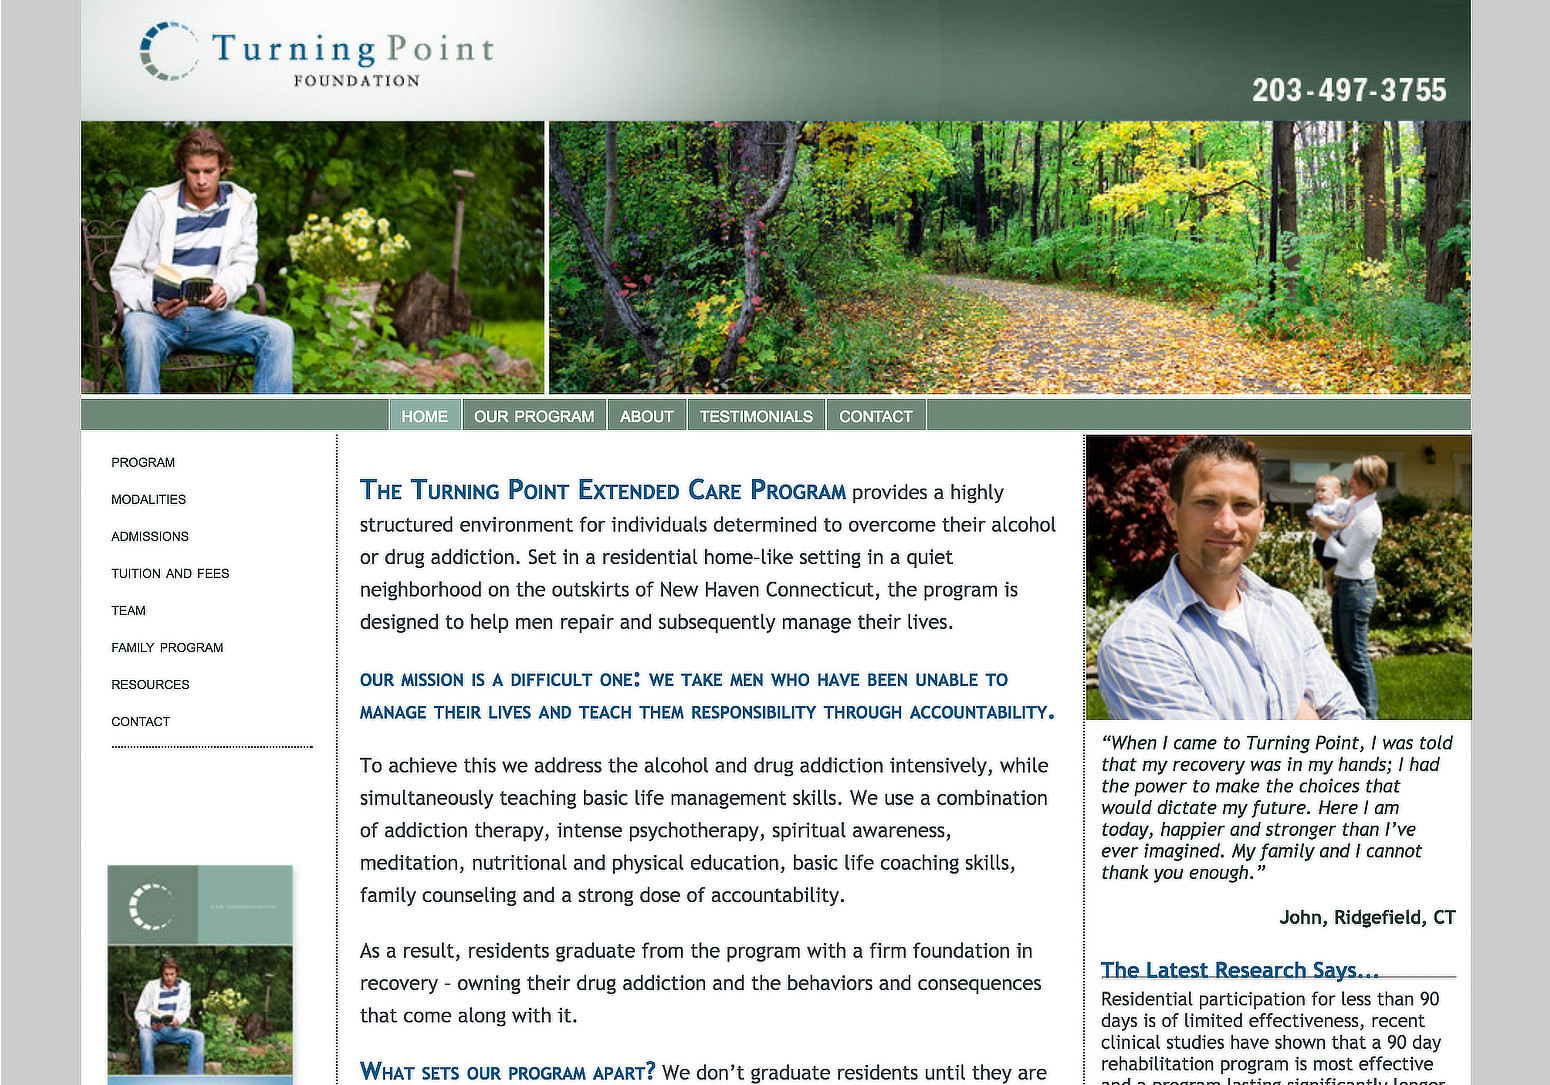 Turning Point
FOUNDATION
203-497-3755
HOME
OUR PROGRAM
ABOUT
TESTIMONIALS
CONTACT
PROGRAM
MODALITIES
ADMISSIONS
TUITION AND FEES
TEAM
FAMILY PROGRAM
RESOURCES
CONTACT
The Turning Point Extended Care Program provides a highly
structured environment for individuals determined to overcome their alcohol
or drug addiction. Set in a residential home-like setting in a quiet
neighborhood on the outskirts of New Haven Connecticut, the program is
designed to help men repair and subsequently manage their lives.
our mission is a difficult one: we take men who have been unable to
manage their lives and teach them responsibility through accountability.
To achieve this we address the alcohol and drug addiction intensively, while
simultaneously teaching basic life management skills. We use a combination
of addiction therapy, intense psychotherapy, spiritual awareness,
meditation, nutritional and physical education, basic life coaching skills,
family counseling and a strong dose of accountability.
As a result, residents graduate from the program with a firm foundation in
recovery – owning their drug addiction and the behaviors and consequences
that come along with it.
What sets our program apart? We don’t graduate residents until they are
“When I came to Turning Point, I was told
that my recovery was in my hands; I had
the power to make the choices that
would dictate my future. Here I am
today, happier and stronger than I’ve
ever imagined. My family and I cannot
thank you enough.”
John, Ridgefield, CT
The Latest Research Says...
Residential participation for less than 90
days is of limited effectiveness, recent
clinical studies have shown that a 90 day
rehabilitation program is most effective
and a program lasting significantly longer